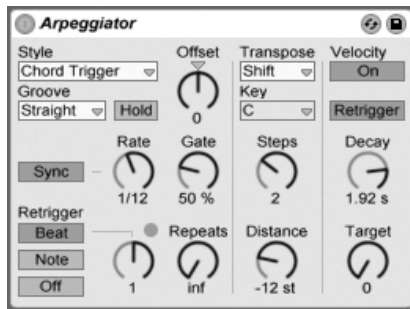 Arpeggiator
Style
Chord Trigger
Groove
Straight
Hold
Offset
0
Transpose
Shift
Key
C
Velocity
On
Retrigger
Sync
Rate
1/12
Gate
50 %
Steps
2
Decay
1.92 s
Retrigger
Beat
Note
Off
1
Repeats
inf
Distance
-12 st
Target
0